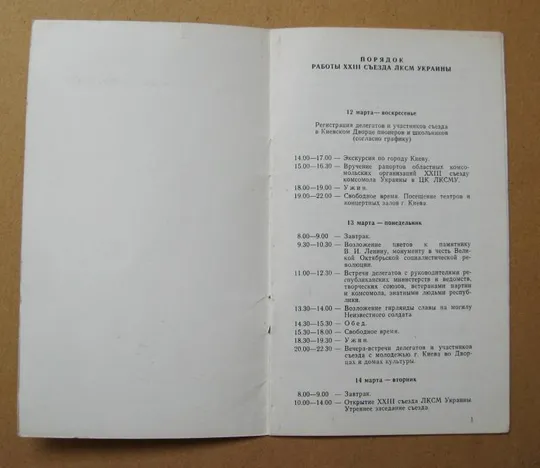 ПОРЯДОК
РАБОТЫ XXIII СЪЕЗДА ЛКСМ УКРАИНЫ
12 марта — воскресенье
Регистрация делегатов и участников съезда
в Киевском Дворце пионеров и школьников
(согласно графику)
14.00—17.00 — Экскурсия по городу Киеву.
15.00—16.30 — Вручение рапортов областных комсо-
мольских организаций XXIII съезду
комсомола Украины в ЦК ЛКСМУ.
18.00—19.00 — Ужин.
19.00—22.00 — Свободное время. Посещение театров и
концертных залов г. Киева
13 марта — понедельник
8.00—9.00 — Завтрак.
9.30—10.30 — Возложение цветов к памятнику
В. И. Ленину, монументу в честь Вели-
кой Октябрьской социалистической ре-
волюции.
11.00—12.30 — Встречи делегатов с руководителями рес-
публиканских министерств и ведомств,
творческих союзов, ветеранами партии
и комсомола, знатными людьми респуб-
лики.
13.30—14.00 — Возложение гирлянды славы на могилу
Неизвестного солдата
14.30—15.30 — Обед.
15.30—18.00 — Свободное время.
18.30—19.30 — Ужин.
20.00—22.30 — Вечера-встречи делегатов и участников
съезда с молодежью г. Киева во Двор-
цах и домах культуры.
14 марта — вторник
8.00—9.00 — Завтрак.
10.00—14.00 — Открытие XXIII съезда ЛКСМ Украины
Утреннее заседание съезда.
1